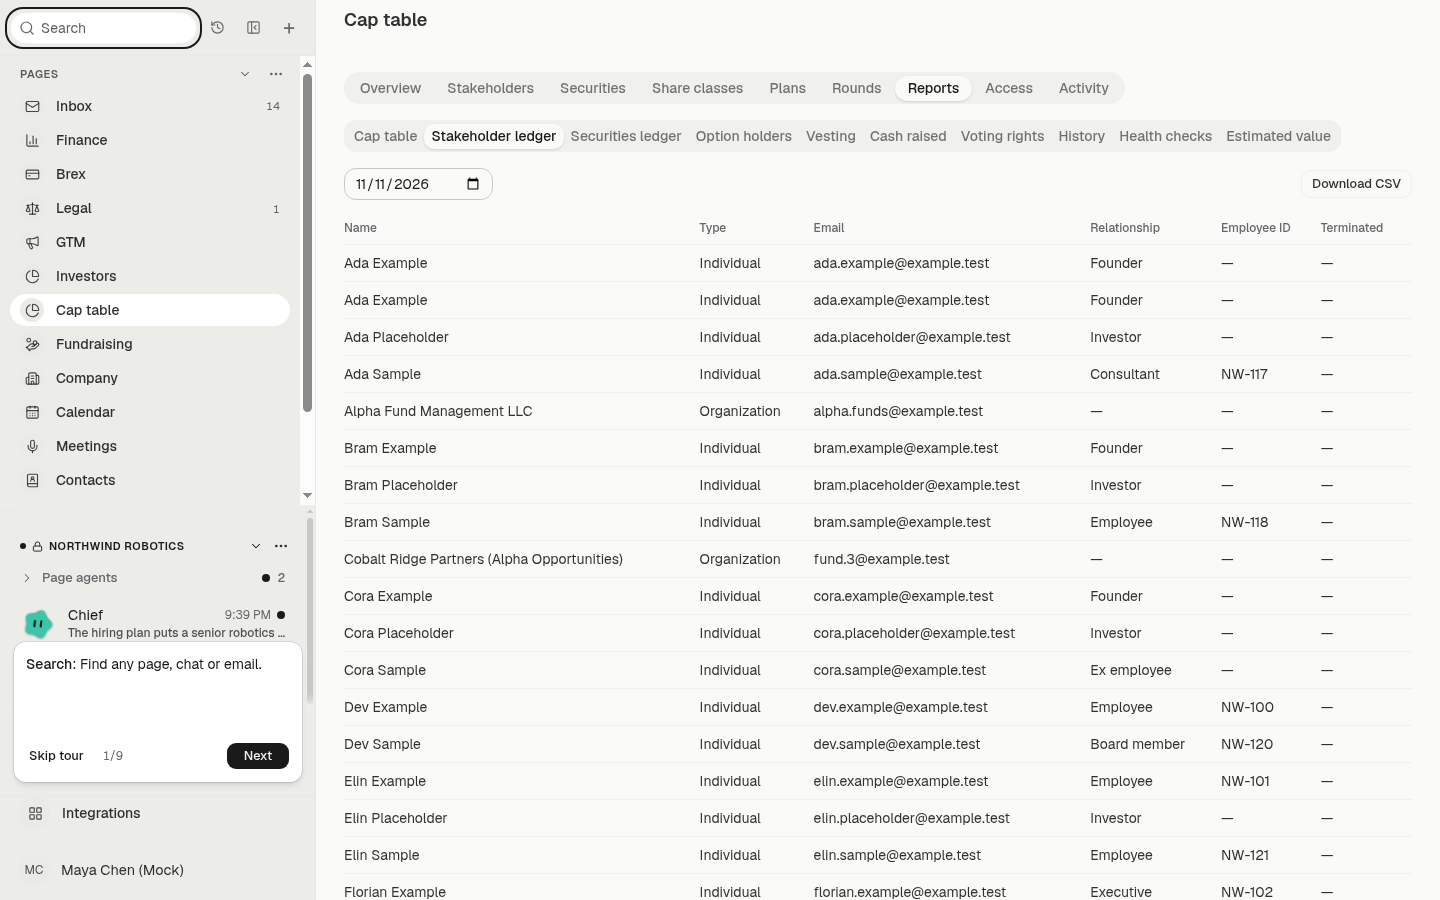 Search
PAGES
Inbox 14
Finance
Brex
Legal 1
GTM
Investors
Cap table
Fundraising
Company
Calendar
Meetings
Contacts
NORTHWIND ROBOTICS
Page agents 2
Chief 9:39 PM
The hiring plan puts a senior robotics ...
Search: Find any page, chat or email.
Skip tour 1/9 Next
Integrations
MC Maya Chen (Mock)
Cap table
Overview Stakeholders Securities Share classes Plans Rounds Reports Access Activity
Cap table Stakeholder ledger Securities ledger Option holders Vesting Cash raised Voting rights History Health checks Estimated value
11/11/2026 Download CSV
Name Type Email Relationship Employee ID Terminated
Ada Example Individual ada.example@example.test Founder — —
Ada Example Individual ada.example@example.test Founder — —
Ada Placeholder Individual ada.placeholder@example.test Investor — —
Ada Sample Individual ada.sample@example.test Consultant NW-117 —
Alpha Fund Management LLC Organization alpha.funds@example.test — — —
Bram Example Individual bram.example@example.test Founder — —
Bram Placeholder Individual bram.placeholder@example.test Investor — —
Bram Sample Individual bram.sample@example.test Employee NW-118 —
Cobalt Ridge Partners (Alpha Opportunities) Organization fund.3@example.test — — —
Cora Example Individual cora.example@example.test Founder — —
Cora Placeholder Individual cora.placeholder@example.test Investor — —
Cora Sample Individual cora.sample@example.test Ex employee — —
Dev Example Individual dev.example@example.test Employee NW-100 —
Dev Sample Individual dev.sample@example.test Board member NW-120 —
Elin Example Individual elin.example@example.test Employee NW-101 —
Elin Placeholder Individual elin.placeholder@example.test Investor — —
Elin Sample Individual elin.sample@example.test Employee NW-121 —
Florian Example Individual florian.example@example.test Executive NW-102 —